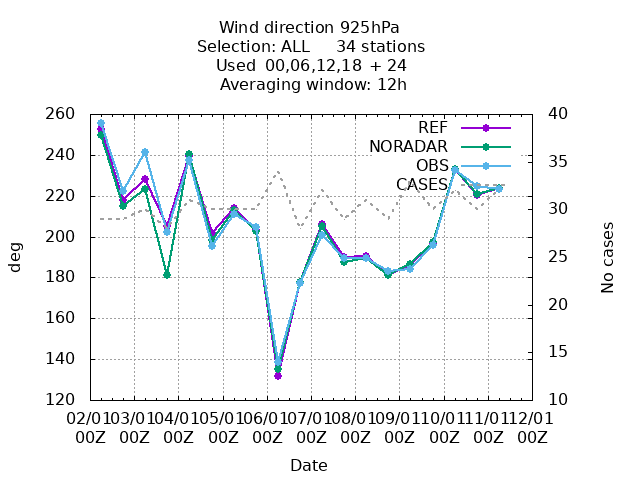 Wind direction 925hPa
Selection: ALL 34 stations
Used 00,06,12,18 + 24
Averaging window: 12h
260 40
REF
NORADAR
240 35
OBS
CASES
220 30
200 25
180 20
160 15
140
120 10
deg
No cases
02/01 03/01 04/01 05/01 06/01 07/01 08/01 09/01 10/01 11/01 12/01
00Z 00Z 00Z 00Z 00Z 00Z 00Z 00Z 00Z 00Z 00Z
Date